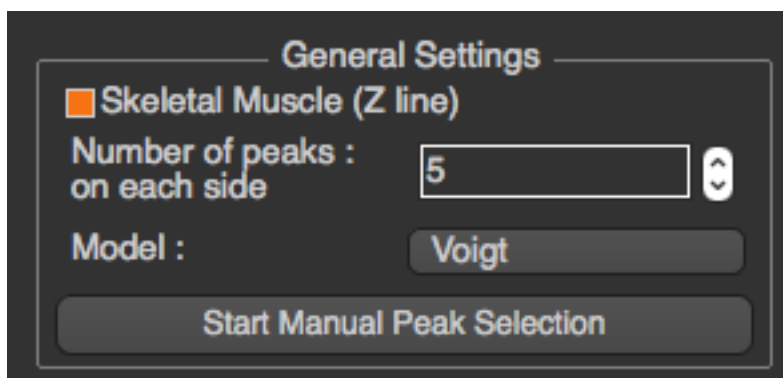 General Settings
Skeletal Muscle (Z line)
Number of peaks :
on each side
5
Model :
Voigt
Start Manual Peak Selection